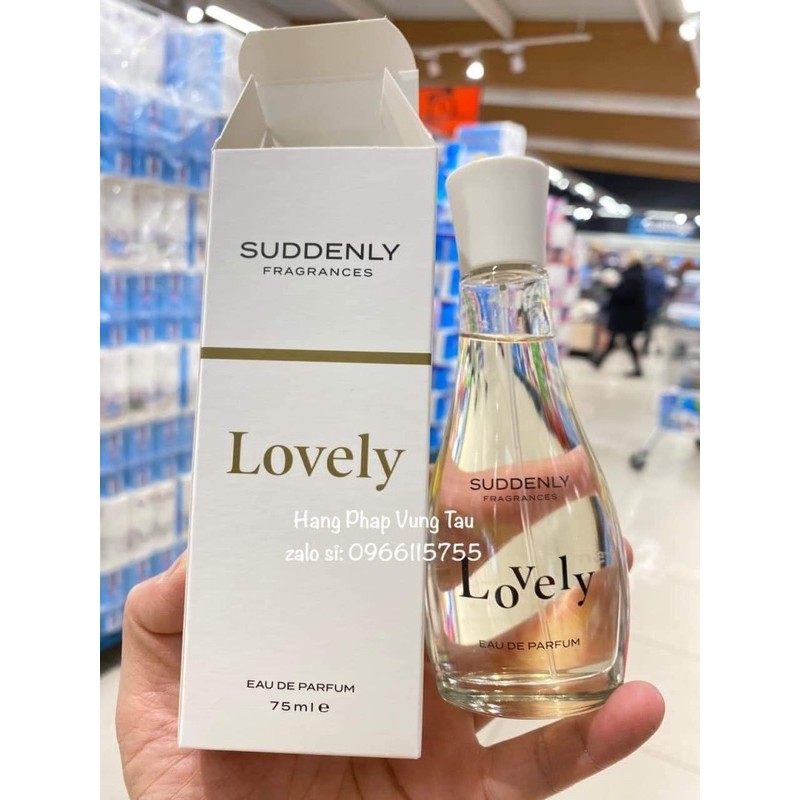 SUDDENLY
FRAGRANCES
Lovely
EAU DE PARFUM
75ml e
SUDDENLY
FRAGRANCES
Lovely
EAU DE PARFUM
Hang Phap Vung Tau
zalo sỉ: 0966115755